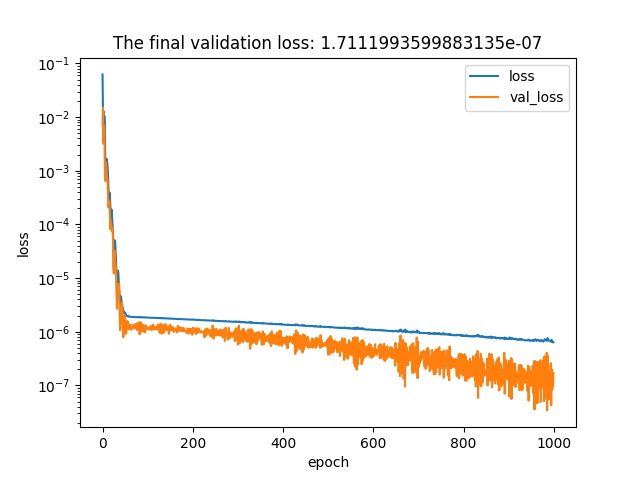 The final validation loss: 1.7111993599883135e-07
loss
val_loss
10⁻¹
10⁻²
10⁻³
10⁻⁴
10⁻⁵
10⁻⁶
10⁻⁷
loss
0 200 400 600 800 1000
epoch